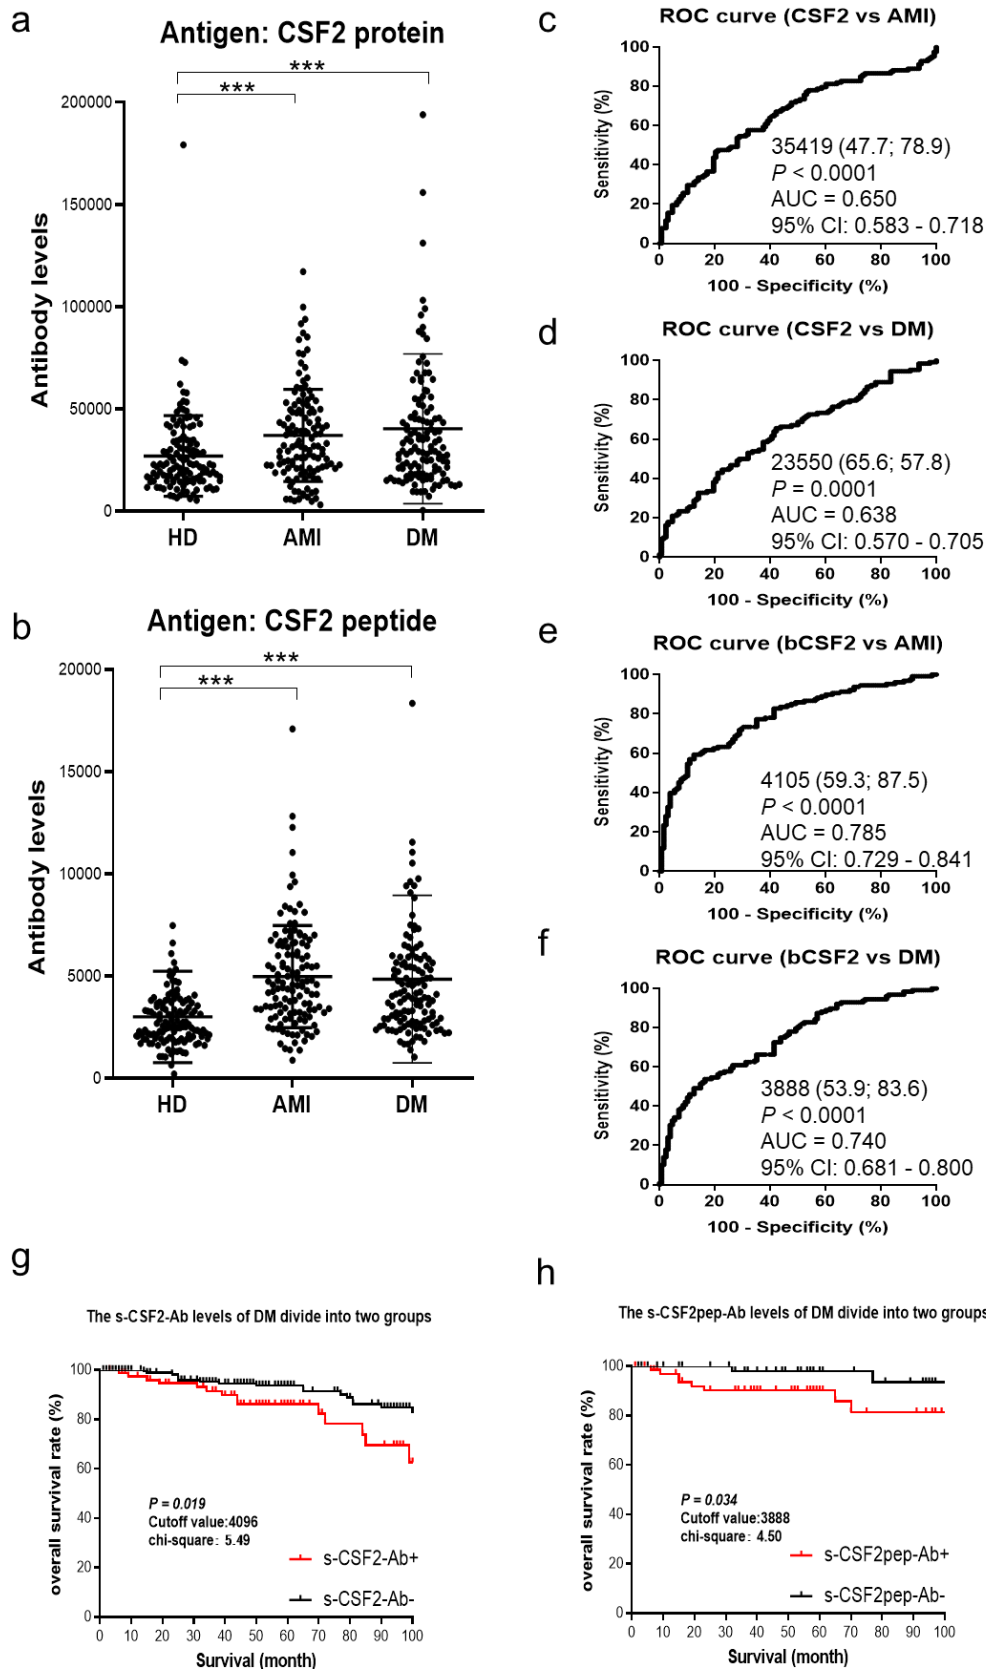 a
Antigen: CSF2 protein
***
***
200000
150000
100000
50000
0
Antibody levels
HD AMI DM
b
Antigen: CSF2 peptide
***
***
20000
15000
10000
5000
0
Antibody levels
HD AMI DM
c
ROC curve (CSF2 vs AMI)
100
80
60
40
20
0
Sensitivity (%)
35419 (47.7; 78.9)
P < 0.0001
AUC = 0.650
95% CI: 0.583 - 0.718
0 20 40 60 80 100
100 - Specificity (%)
d
ROC curve (CSF2 vs DM)
100
80
60
40
20
0
Sensitivity (%)
23550 (65.6; 57.8)
P = 0.0001
AUC = 0.638
95% CI: 0.570 - 0.705
0 20 40 60 80 100
100 - Specificity (%)
e
ROC curve (bCSF2 vs AMI)
100
80
60
40
20
0
Sensitivity (%)
4105 (59.3; 87.5)
P < 0.0001
AUC = 0.785
95% CI: 0.729 - 0.841
0 20 40 60 80 100
100 - Specificity (%)
f
ROC curve (bCSF2 vs DM)
100
80
60
40
20
0
Sensitivity (%)
3888 (53.9; 83.6)
P < 0.0001
AUC = 0.740
95% CI: 0.681 - 0.800
0 20 40 60 80 100
100 - Specificity (%)
g
The s-CSF2-Ab levels of DM divide into two groups
100
80
60
40
20
0
overall survival rate (%)
P = 0.019
Cutoff value:4096
chi-square: 5.49
s-CSF2-Ab+
s-CSF2-Ab-
0 10 20 30 40 50 60 70 80 90 100
Survival (month)
h
The s-CSF2pep-Ab levels of DM divide into two groups
100
80
60
40
20
0
overall survival rate (%)
P = 0.034
Cutoff value:3888
chi-square: 4.50
s-CSF2pep-Ab+
s-CSF2pep-Ab-
0 10 20 30 40 50 60 70 80 90 100
Survival (month)